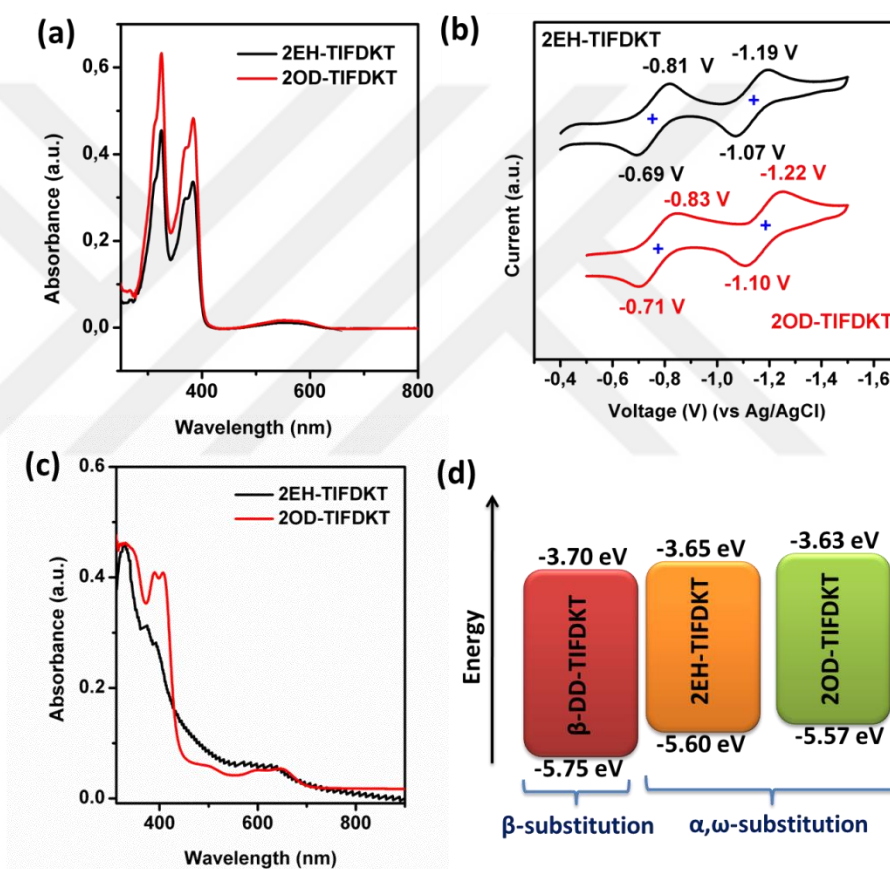 (a)
2EH-TIFDKT
2OD-TIFDKT
0,6
0,4
0,2
0,0
Absorbance (a.u.)
400
600
800
Wavelength (nm)
(b)
2EH-TIFDKT
-0.81 V
-1.19 V
+
+
-0.69 V
-1.07 V
-0.83 V
-1.22 V
+
+
-0.71 V
-1.10 V
2OD-TIFDKT
Current (a.u.)
-0,4
-0,6
-0,8
-1,0
-1,2
-1,4
-1,6
Voltage (V) (vs Ag/AgCl)
(c)
2EH-TIFDKT
2OD-TIFDKT
0.6
0.4
0.2
0.0
Absorbance (a.u.)
400
600
800
Wavelength (nm)
(d)
Energy
-3.70 eV
-3.65 eV
-3.63 eV
β-DD-TIFDKT
2EH-TIFDKT
2OD-TIFDKT
-5.75 eV
-5.60 eV
-5.57 eV
β-substitution
α,ω-substitution